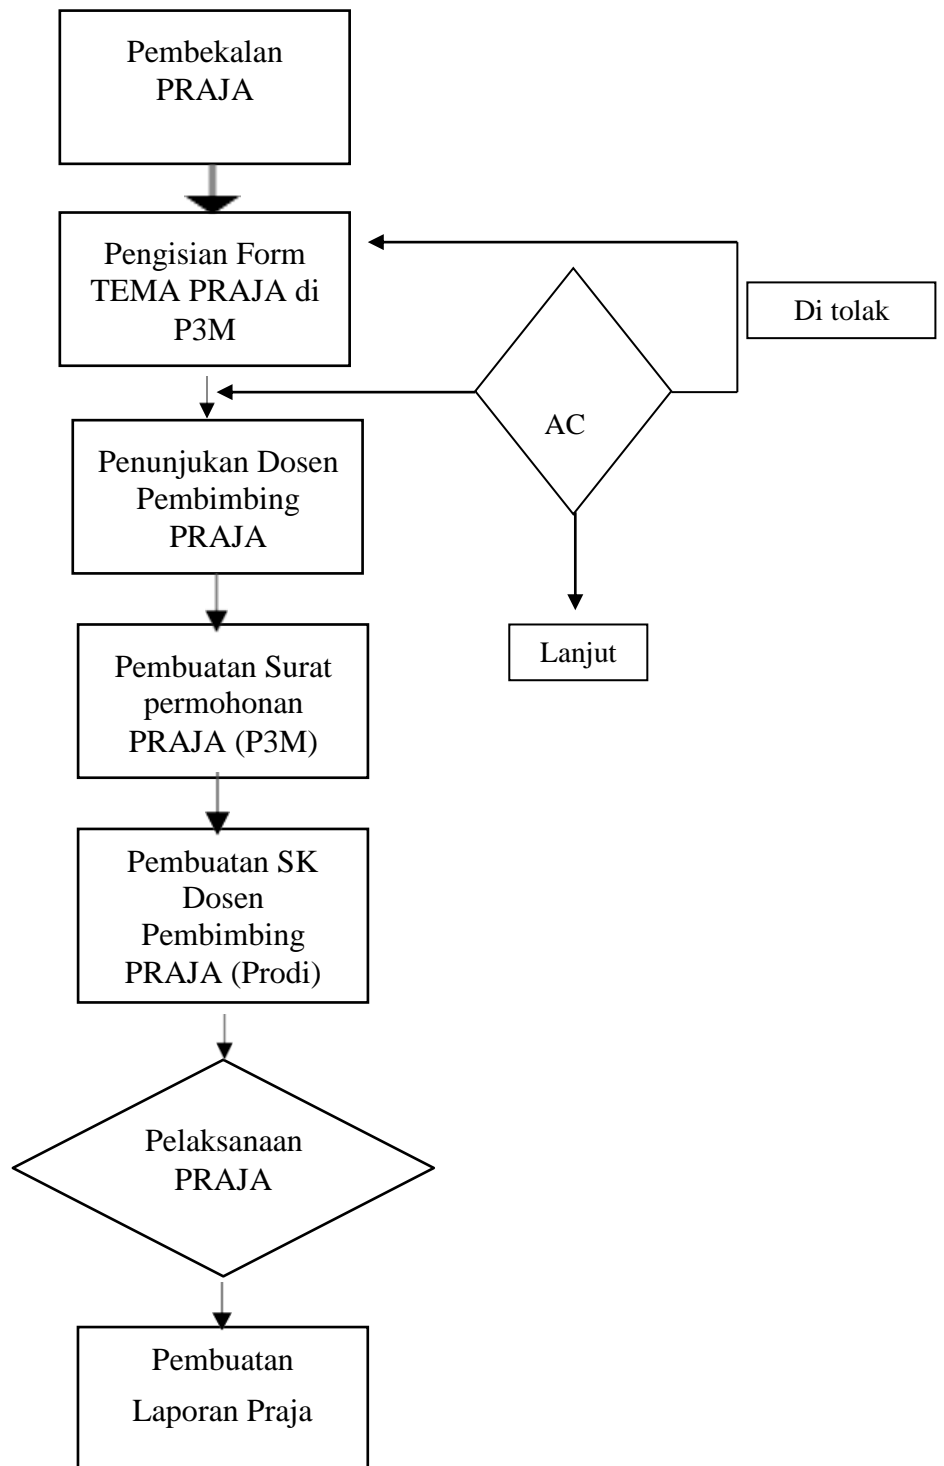 Pembekalan
PRAJA
Pengisian Form
TEMA PRAJA di
P3M
Di tolak
AC
Penunjukan Dosen
Pembimbing
PRAJA
Lanjut
Pembuatan Surat
permohonan
PRAJA (P3M)
Pembuatan SK
Dosen
Pembimbing
PRAJA (Prodi)
Pelaksanaan
PRAJA
Pembuatan
Laporan Praja